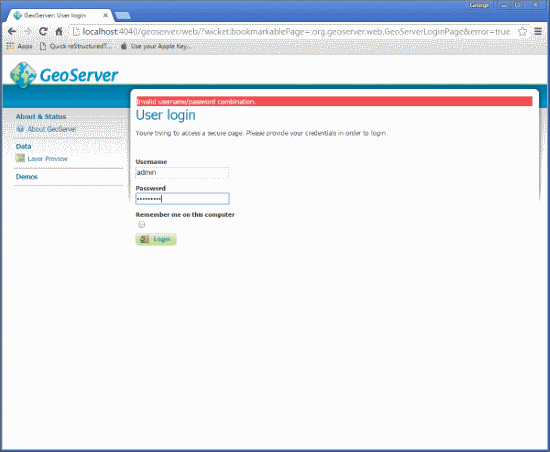 George
GeoServer: User login
localhost:4040/geoserver/web/?wicket:bookmarkablePage=:org.geoserver.web.GeoServerLoginPage&error=true
Apps Quick reStructuredT... Use your Apple Key...
GeoServer
Invalid username/password combination.
User login
About & Status
About GeoServer
Data
Layer Preview
Demos
Youre trying to access a secure page. Please provide your credentials in order to login.
Username
admin
Password
•••••••••
Remember me on this computer
Login